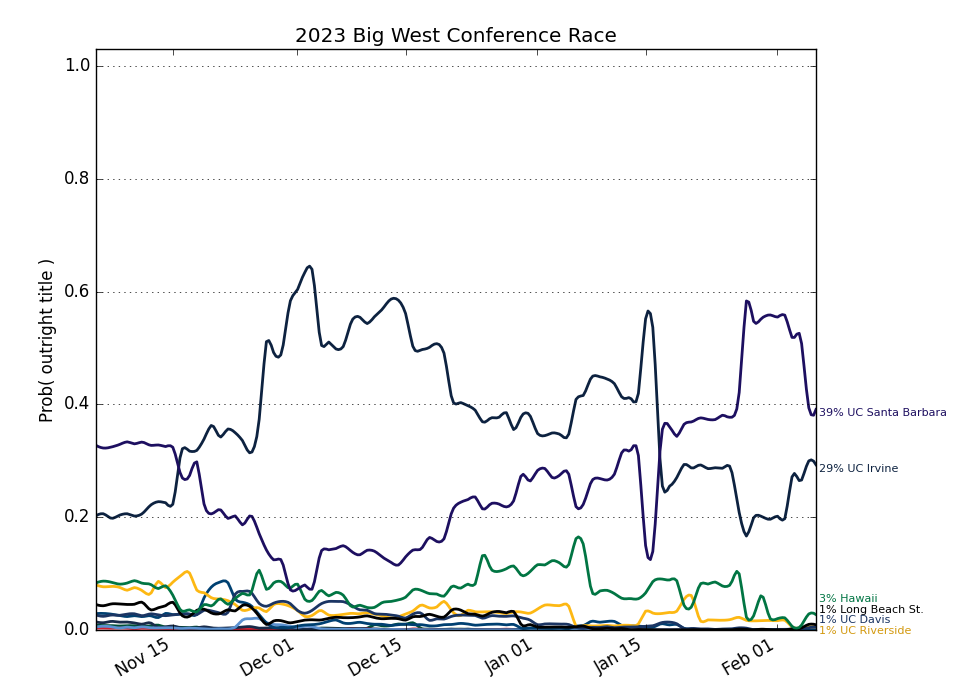 2023 Big West Conference Race
Prob( outright title )
1.0
0.8
0.6
0.4
0.2
0.0
39% UC Santa Barbara
29% UC Irvine
3% Hawaii
1% Long Beach St.
1% UC Davis
1% UC Riverside
Nov 15
Dec 01
Dec 15
Jan 01
Jan 15
Feb 01